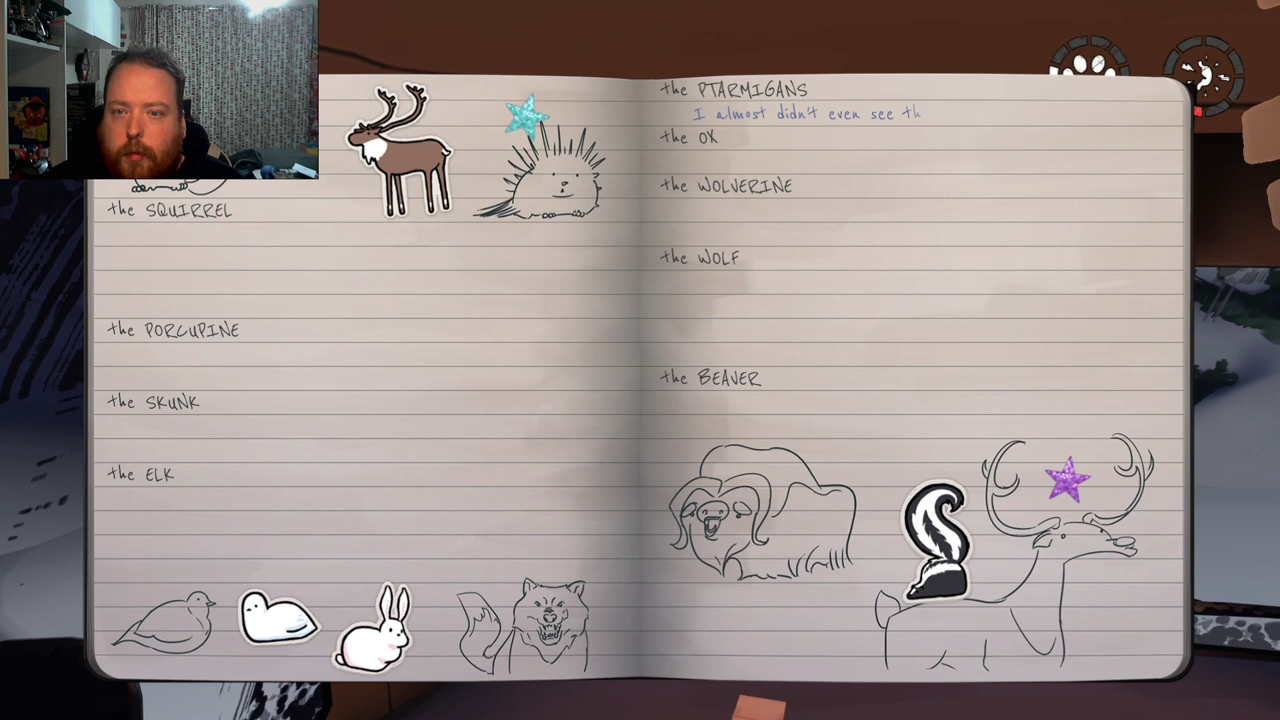 the SQUIRREL
the PORCUPINE
the SKUNK
the ELK
the PTARMIGANS
I almost didn't even see th
the OX
the WOLVERINE
the WOLF
the BEAVER